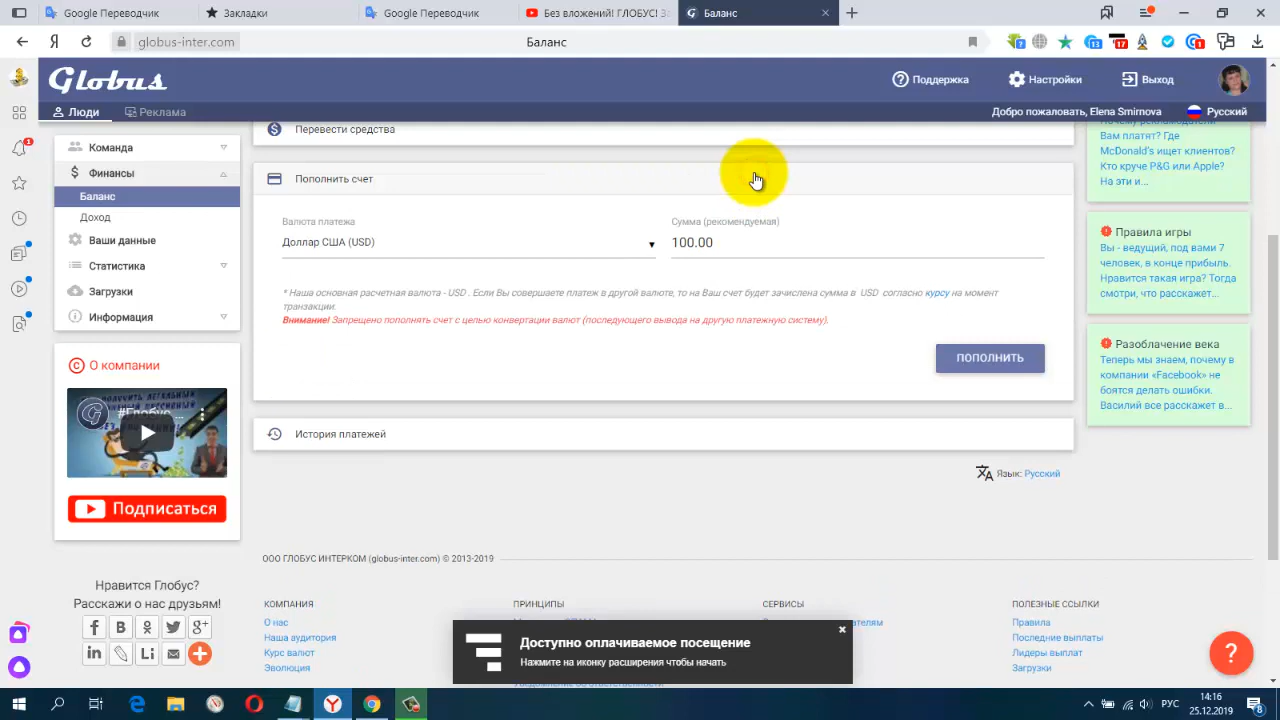 Google Переводчик
Закладки
Google Переводчик
Без вложений! ГЛОБУС! За
Баланс
globus-inter.com
Баланс
7
13
17
1
Globus
Поддержка
Настройки
Выход
Люди
Реклама
Добро пожаловать, Elena Smirnova
Русский
Команда
Финансы
Баланс
Доход
Ваши данные
Статистика
Загрузки
Информация
О компании
#Глобус ...
Подписаться
Нравится Глобус?
Расскажи о нас друзьям!
Перевести средства
Пополнить счет
Валюта платежа
Доллар США (USD)
Сумма (рекомендуемая)
100.00
* Наша основная расчетная валюта - USD . Если Вы совершаете платеж в другой валюте, то на Ваш счет будет зачислена сумма в USD согласно курсу на момент
транзакции.
Внимание! Запрещено пополнять счет с целью конвертации валют (последующего вывода на другую платежную систему).
ПОПОЛНИТЬ
История платежей
Язык: Русский
Вам платят? Где
McDonald's ищет клиентов?
Кто круче P&G или Apple?
На эти и...
Правила игры
Вы - ведущий, под вами 7
человек, в конце прибыль.
Нравится такая игра? Тогда
смотри, что расскажет...
Разоблачение века
Теперь мы знаем, почему в
компании «Facebook» не
боятся делать ошибки.
Василий все расскажет в...
ООО ГЛОБУС ИНТЕРКОМ (globus-inter.com) © 2013-2019
КОМПАНИЯ
О нас
Наша аудитория
Курс валют
Эволюция
ПРИНЦИПЫ
СЕРВИСЫ
ПОЛЕЗНЫЕ ССЫЛКИ
Правила
Последние выплаты
Лидеры выплат
Загрузки
Доступно оплачиваемое посещение
Нажмите на иконку расширения чтобы начать
РУС
14:16
25.12.2019
8